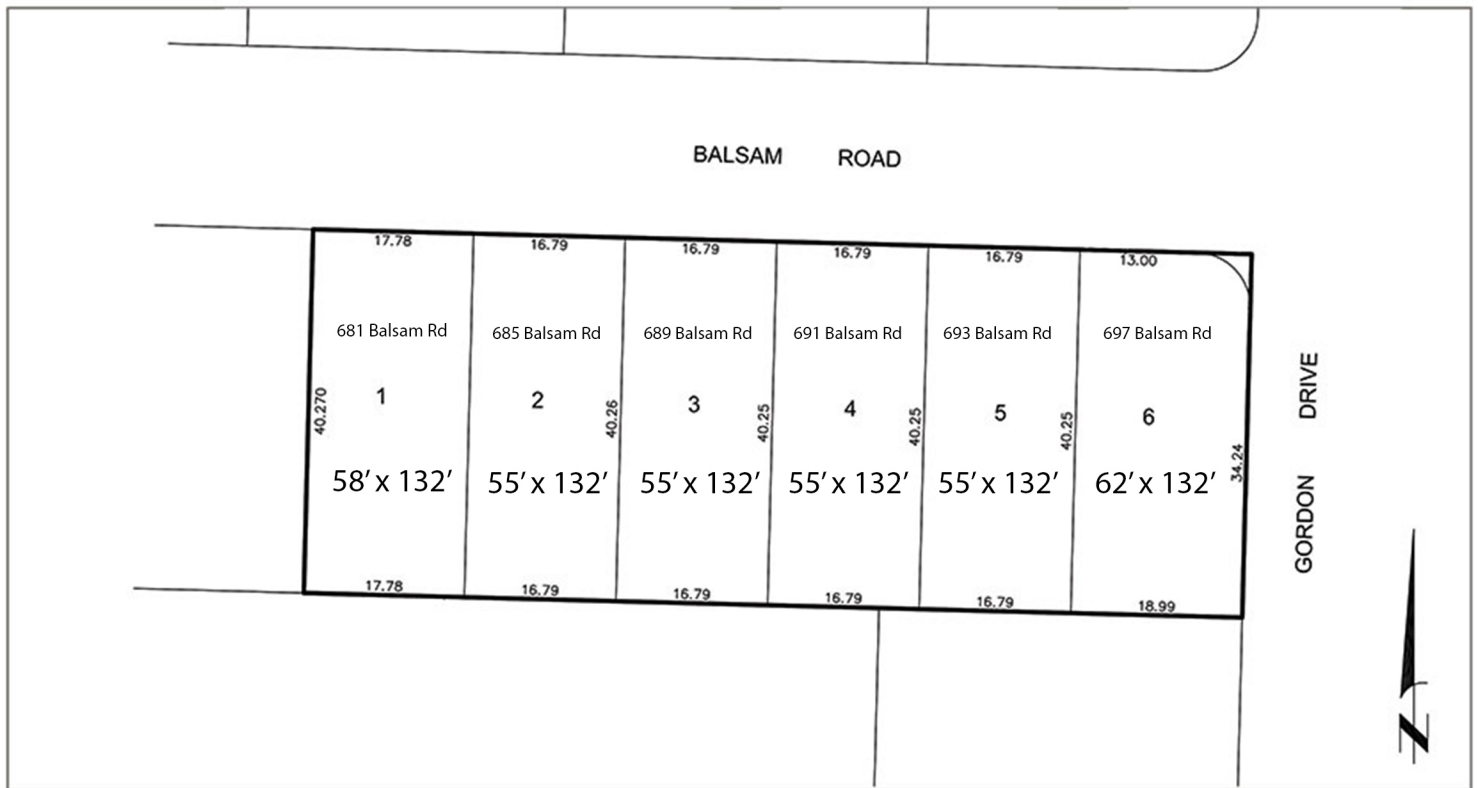 BALSAM ROAD
17.78
16.79
16.79
16.79
16.79
13.00
681 Balsam Rd
685 Balsam Rd
689 Balsam Rd
691 Balsam Rd
693 Balsam Rd
697 Balsam Rd
1
2
3
4
5
6
40.270
40.26
40.25
40.25
40.25
34.24
58’ x 132’
55’ x 132’
55’ x 132’
55’ x 132’
55’ x 132’
62’ x 132’
17.78
16.79
16.79
16.79
16.79
18.99
GORDON DRIVE
N